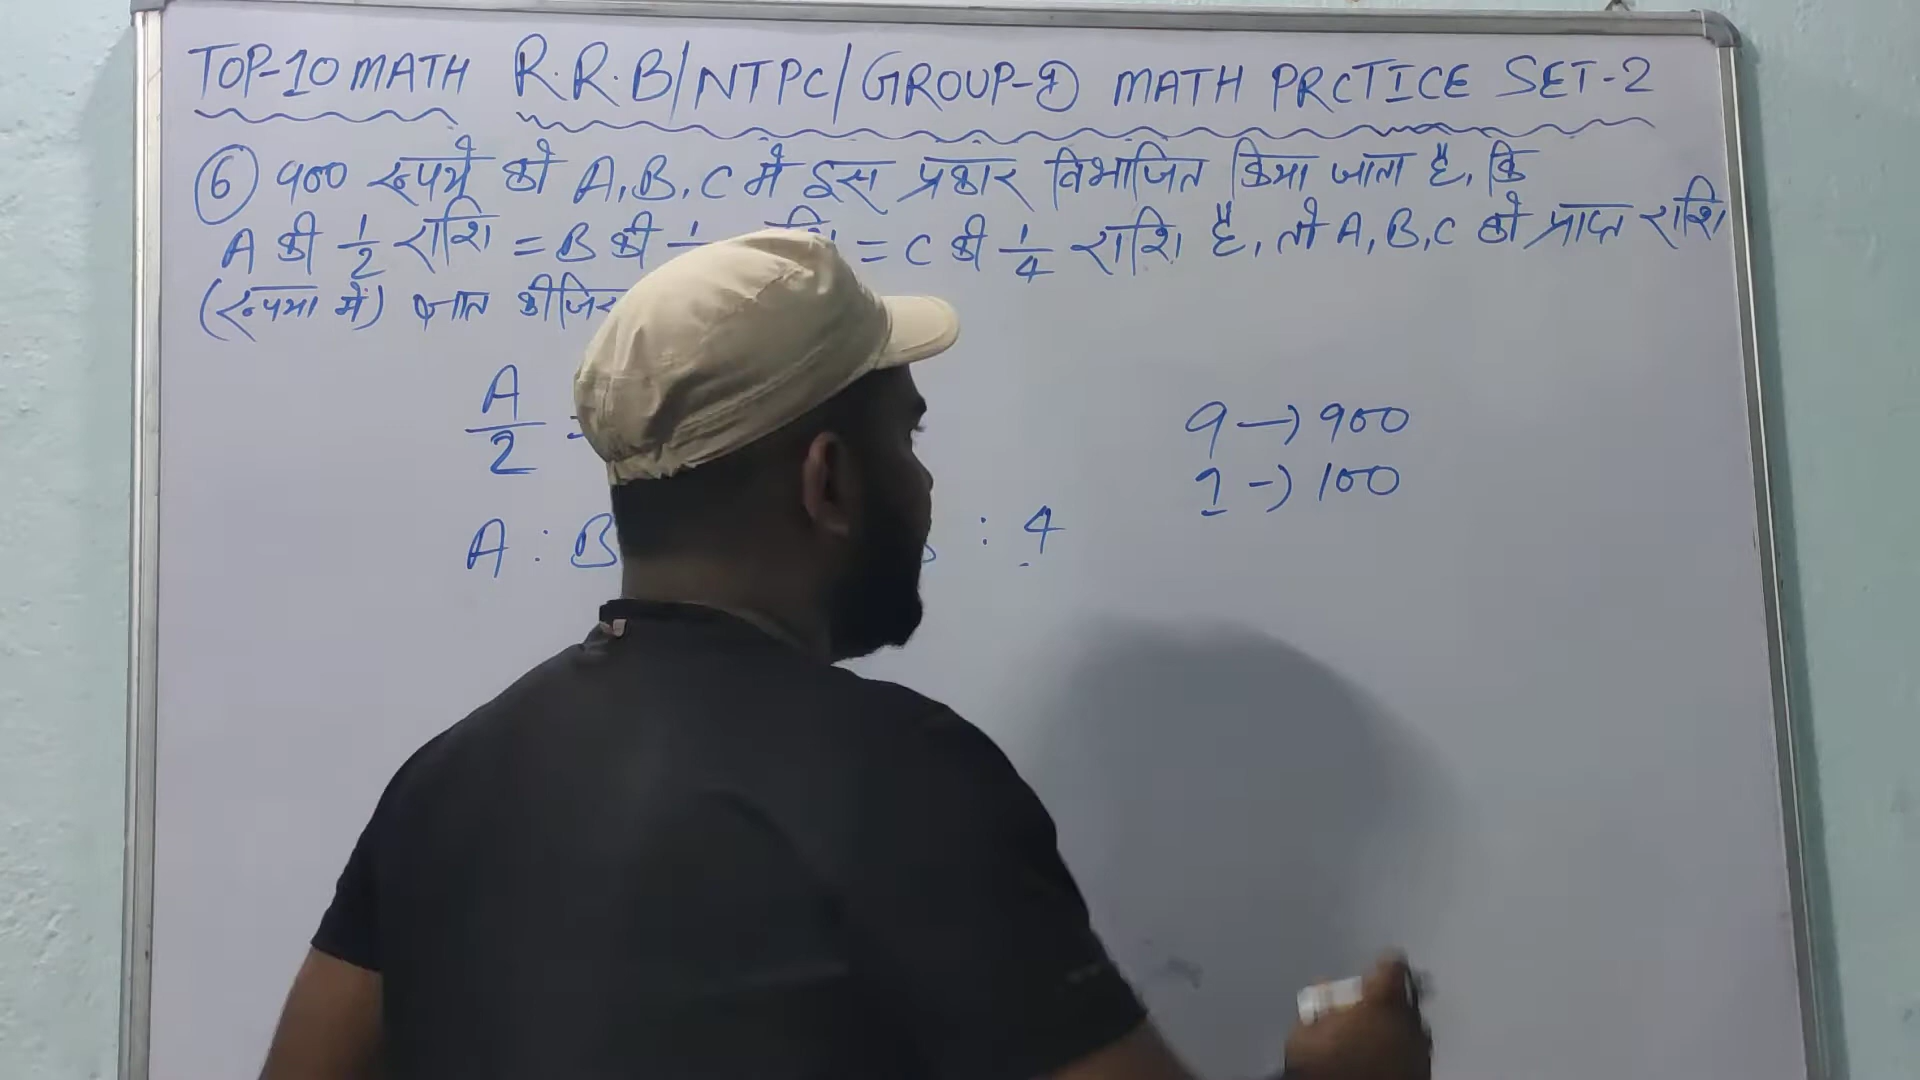 TOP-10 MATH R.R.B/NTPC/GROUP-D MATH PRCTICE SET-2
6 900 रूपये को A, B, C में इस प्रकार विभाजित किया जाता है, कि
A की 1/2 राशि = B की = C की 1/4 राशि है, तो A, B, C को प्राप्त राशि
(रूपया में) ज्ञात
A/2
9 → 900
1 → 100
A : B : 4